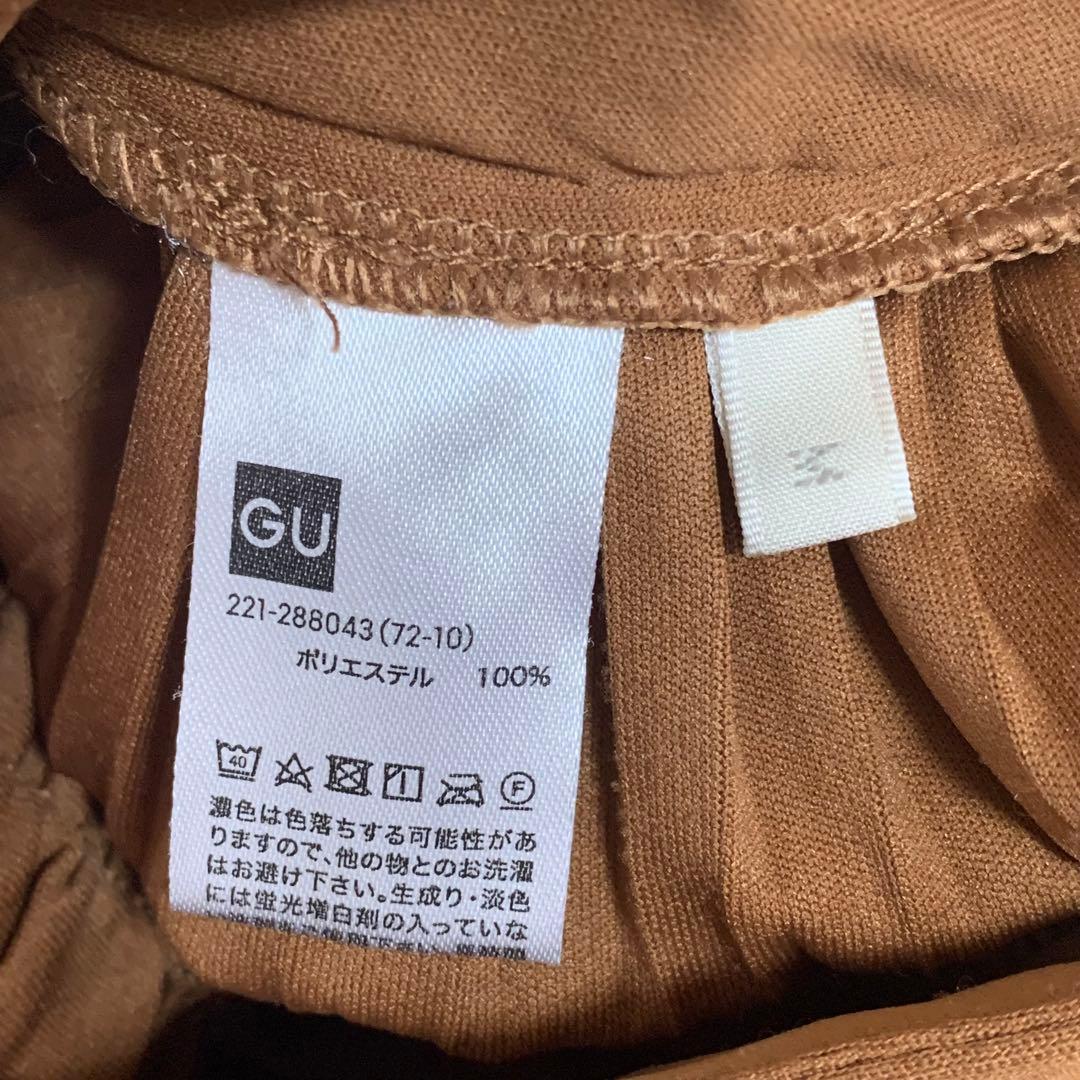 GU
221-288043(72-10)
ポリエステル 100%
40
F
濃色は色落ちする可能性があ
りますので、他の物とのお洗濯
はお避け下さい。生成り・淡色
には蛍光増白剤の入っていな
M